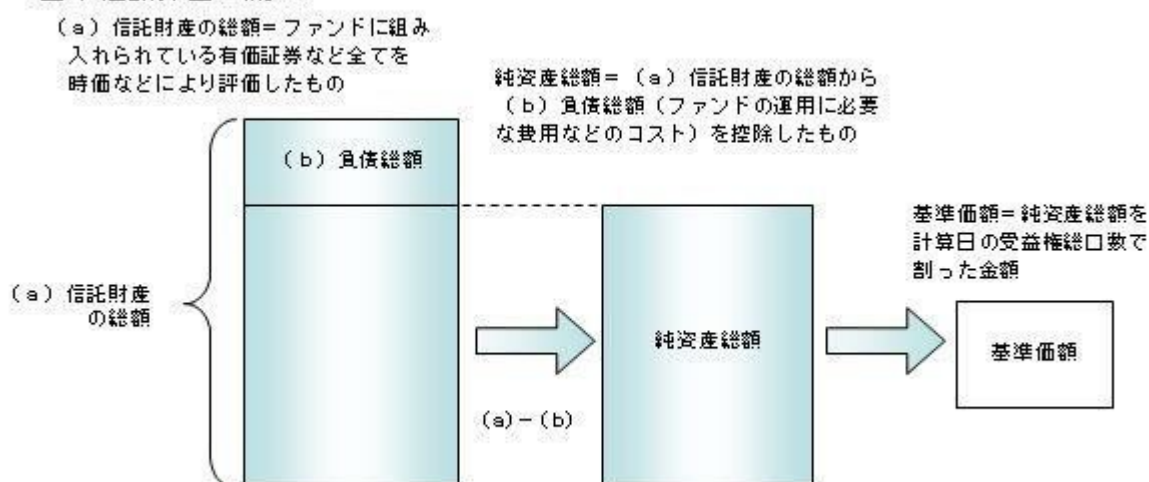 （a）信託財産の総額＝ファンドに組み
入れられている有価証券など全てを
時価などにより評価したもの
純資産総額＝（a）信託財産の総額から
（b）負債総額（ファンドの運用に必要
な費用などのコスト）を控除したもの
（b）負債総額
基準価額＝純資産総額を
計算日の受益権総口数で
割った金額
（a）信託財産
の総額
純資産総額
基準価額
(a)－(b)